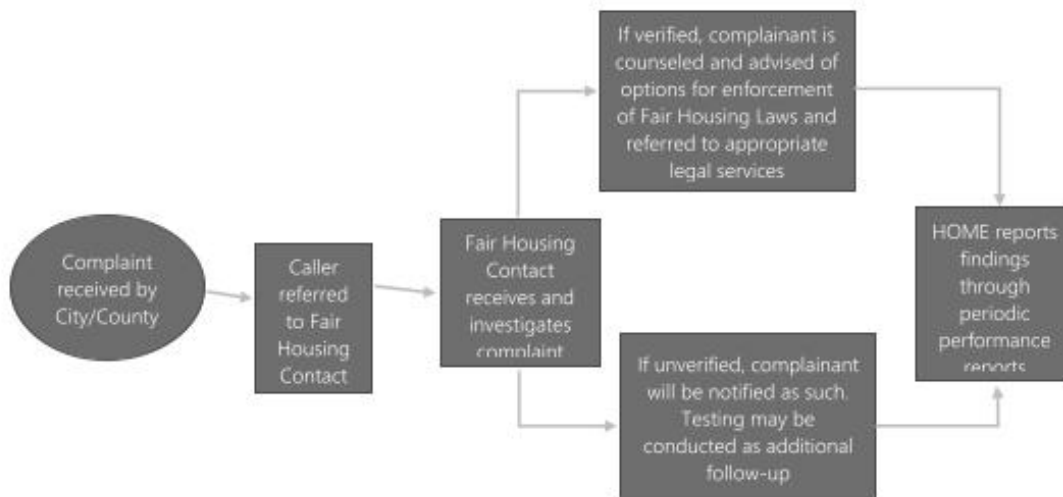 Complaint
received by
City/County
Caller
referred
to Fair
Housing
Contact
Fair Housing
Contact
receives and
investigates
complaint
If verified, complainant is
counseled and advised of
options for enforcement
of Fair Housing Laws and
referred to appropriate
legal services
If unverified, complainant
will be notified as such.
Testing may be
conducted as additional
follow-up
HOME reports
findings
through
periodic
performance
reports